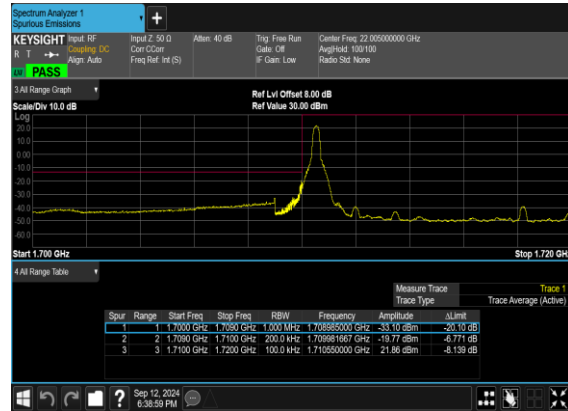 Spectrum Analyzer 1
Spurious Emissions
KEYSIGHT Input: RF Input Z: 50 Ω Atten: 40 dB Trig: Free Run Center Freq: 22.005000000 GHz
R T Coupling: DC Corr CCorr Gate: Off Avg|Hold: 100/100
Align: Auto Freq Ref: Int (S) IF Gain: Low Radio Std: None
PASS
3 All Range Graph
Ref Lvl Offset 8.00 dB
Scale/Div 10.0 dB Ref Value 30.00 dBm
Log
20.0
10.0
0.00
-10.0
-20.0
-30.0
-40.0
-50.0
-60.0
Start 1.700 GHz Stop 1.720 GHz
4 All Range Table
Measure Trace Trace 1
Trace Type Trace Average (Active)
Spur Range Start Freq Stop Freq RBW Frequency Amplitude ΔLimit
1 1 1.7000 GHz 1.7090 GHz 1.000 MHz 1.708985000 GHz -33.10 dBm -20.10 dB
2 2 1.7090 GHz 1.7100 GHz 200.0 kHz 1.709981667 GHz -19.77 dBm -6.771 dB
3 3 1.7100 GHz 1.7200 GHz 100.0 kHz 1.710550000 GHz 21.86 dBm -8.139 dB
Sep 12, 2024
6:38:59 PM